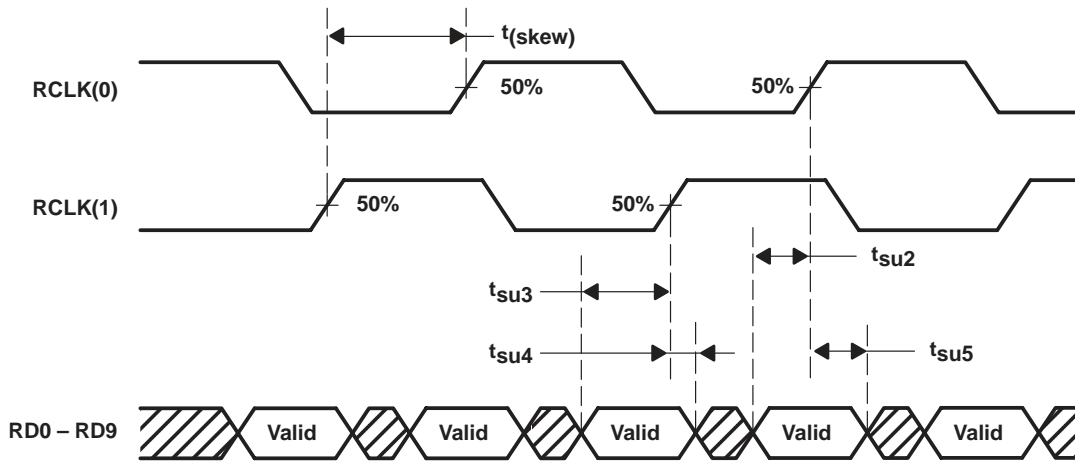 t(skew)
RCLK(0)
50%
50%
RCLK(1)
50%
50%
tsu2
tsu3
tsu4
tsu5
RD0 – RD9
Valid
Valid
Valid
Valid
Valid